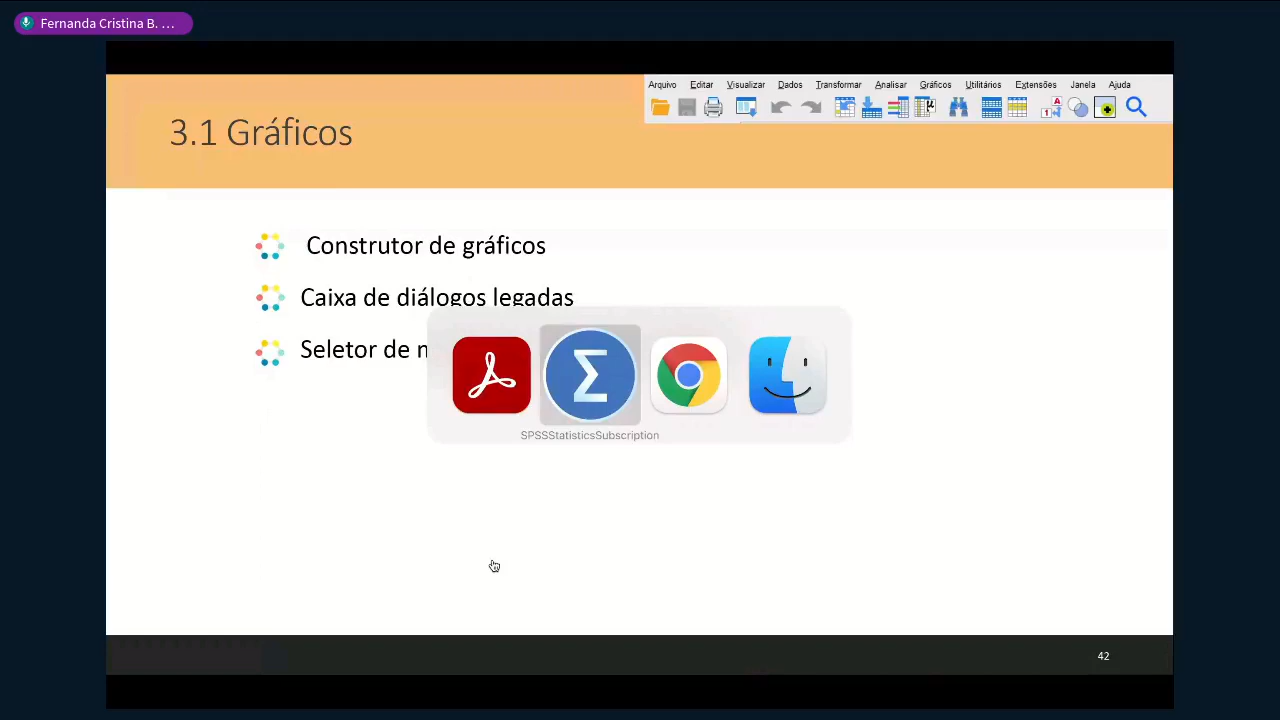 Fernanda Cristina B. ...
Arquivo Editar Visualizar Dados Transformar Analisar Gráficos Utilitários Extensões Janela Ajuda
3.1 Gráficos
Construtor de gráficos
Caixa de diálogos legadas
Seletor de
SPSSStatisticsSubscription
42